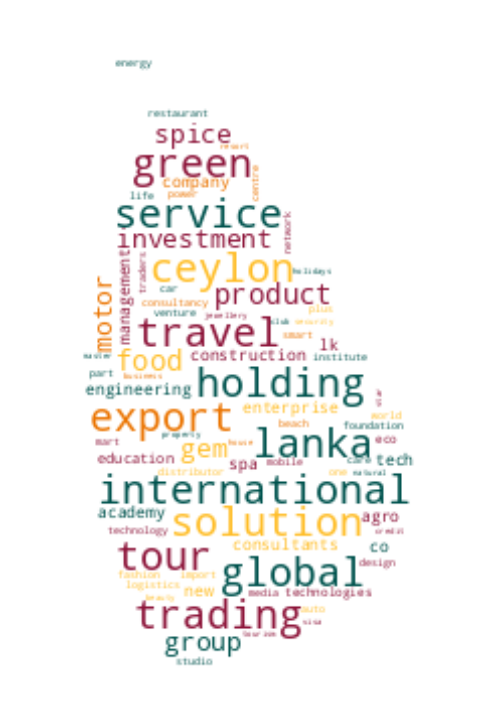 energy
restaurant
spice
resort
green
company
centre
life
power
service
network
investment
management
traders
ceylon
holidays
car
product
motor
consultancy
venture
jewellery
plus
club
security
travel
smart
lk
master
food
construction
institute
part
business
holding
engineering
air
export
enterprise
world
beach
foundation
property
mart
house
lanka
eco
gem
education
spa
mobile
care
tech
distributor
one
natural
international
academy
solution
agro
technology
credit
consultants
co
tour
design
fashion
import
global
logistics
new
media
technologies
beauty
trading
auto
visa
group
tourism
studio